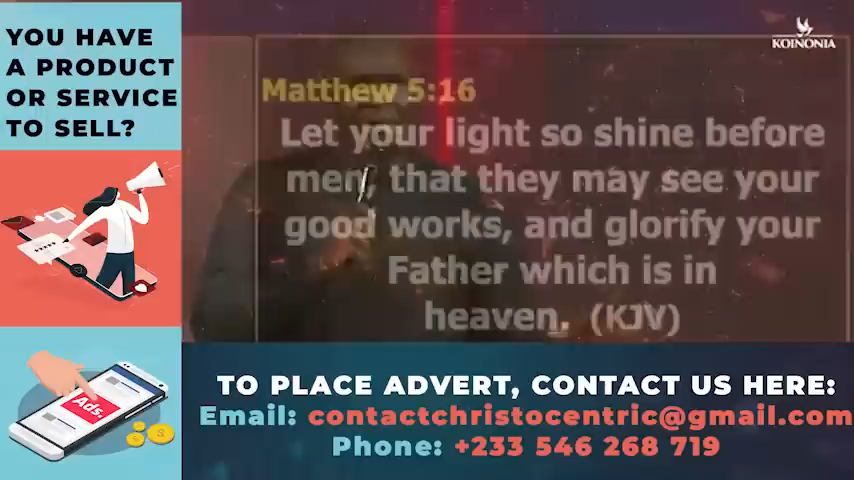 YOU HAVE
A PRODUCT
OR SERVICE
TO SELL?
KOINONIA
Matthew 5:16
Let your light so shine before
men, that they may see your
good works, and glorify your
Father which is in
heaven. (KJV)
Ads.
TO PLACE ADVERT, CONTACT US HERE:
Email: contactchristocentric@gmail.com
Phone: +233 546 268 719